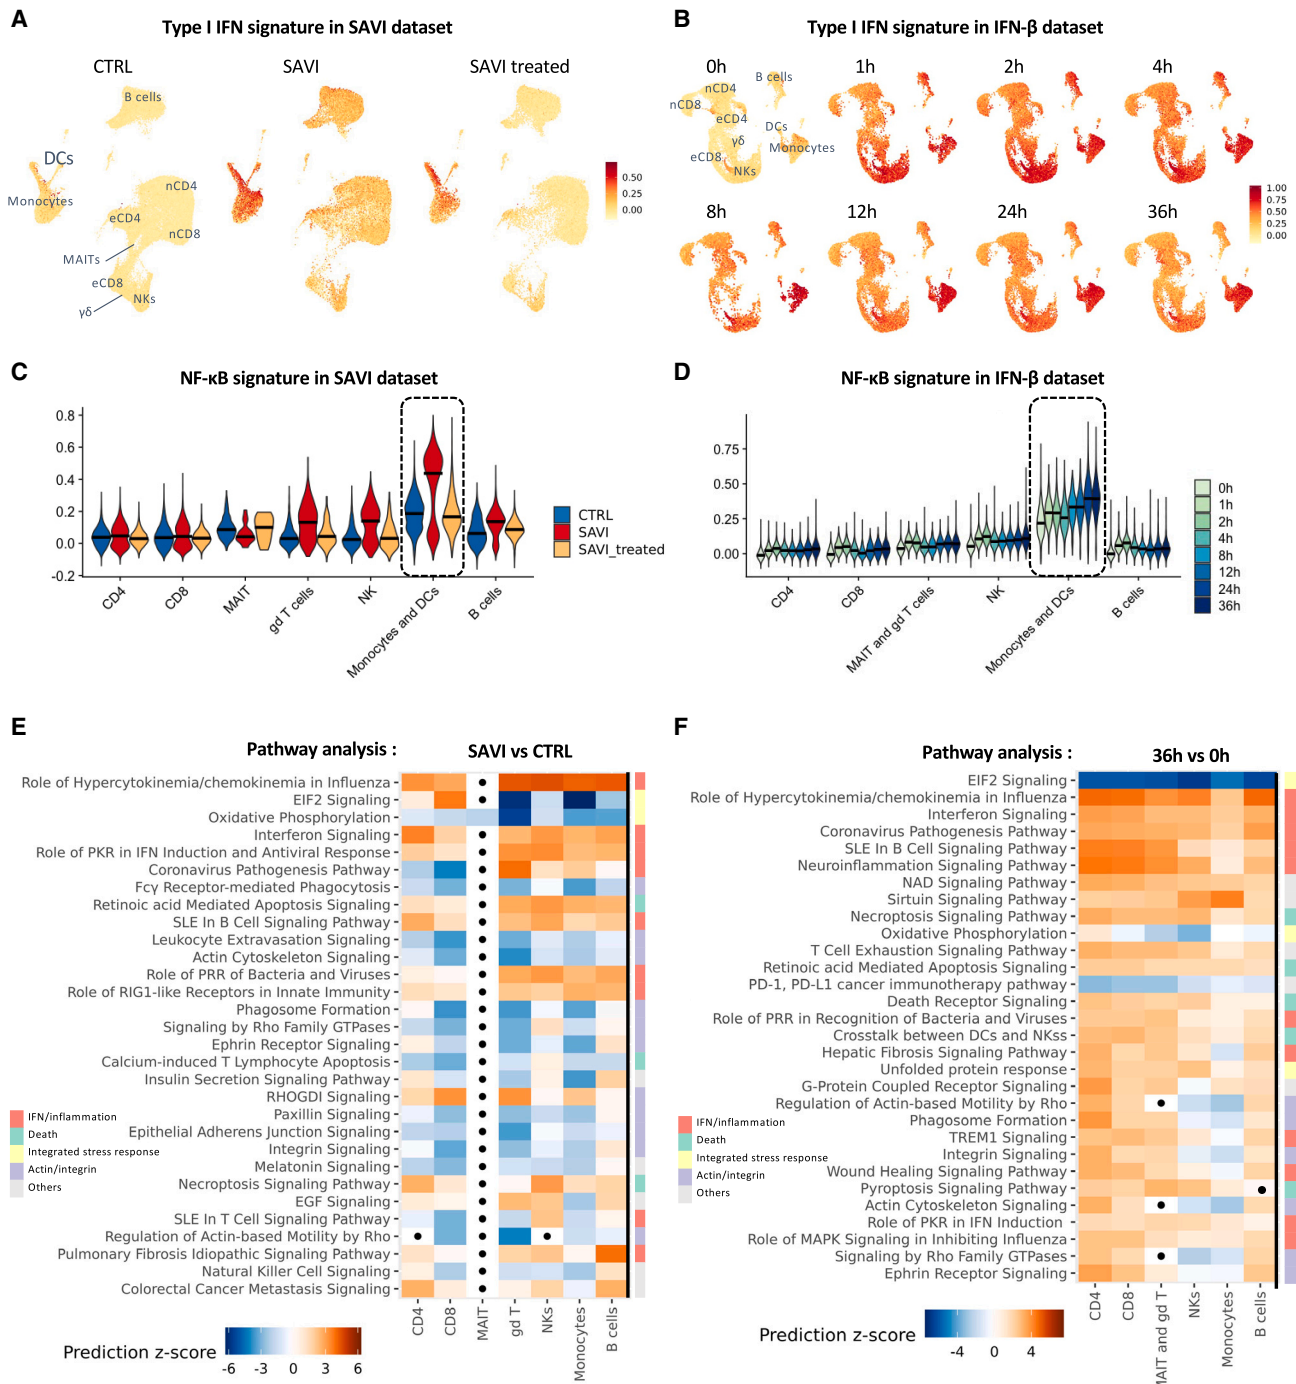 A
Type I IFN signature in SAVI dataset
CTRL
SAVI
SAVI treated
B cells
DCs
Monocytes
nCD4
eCD4
nCD8
MAITs
eCD8
NKs
γδ
0.50
0.25
0.00
B
Type I IFN signature in IFN-β dataset
0h
1h
2h
4h
B cells
nCD4
nCD8
eCD4
DCs
γδ
Monocytes
eCD8
NKs
8h
12h
24h
36h
1.00
0.75
0.50
0.25
0.00
C
NF-κB signature in SAVI dataset
0.8
0.6
0.4
0.2
0.0
-0.2
CD4
CD8
MAIT
gd T cells
NK
Monocytes and DCs
B cells
CTRL
SAVI
SAVI_treated
D
NF-κB signature in IFN-β dataset
0.75
0.50
0.25
0.00
CD4
CD8
MAIT and gd T cells
NK
Monocytes and DCs
B cells
0h
1h
2h
4h
8h
12h
24h
36h
E
Pathway analysis :
SAVI vs CTRL
Role of Hypercytokinemia/chemokinemia in Influenza
EIF2 Signaling
Oxidative Phosphorylation
Interferon Signaling
Role of PKR in IFN Induction and Antiviral Response
Coronavirus Pathogenesis Pathway
Fcγ Receptor-mediated Phagocytosis
Retinoic acid Mediated Apoptosis Signaling
SLE In B Cell Signaling Pathway
Leukocyte Extravasation Signaling
Actin Cytoskeleton Signaling
Role of PRR of Bacteria and Viruses
Role of RIG1-like Receptors in Innate Immunity
Phagosome Formation
Signaling by Rho Family GTPases
Ephrin Receptor Signaling
Calcium-induced T Lymphocyte Apoptosis
Insulin Secretion Signaling Pathway
RHOGDI Signaling
Paxillin Signaling
Epithelial Adherens Junction Signaling
Integrin Signaling
Melatonin Signaling
Necroptosis Signaling Pathway
EGF Signaling
SLE In T Cell Signaling Pathway
Regulation of Actin-based Motility by Rho
Pulmonary Fibrosis Idiopathic Signaling Pathway
Natural Killer Cell Signaling
Colorectal Cancer Metastasis Signaling
IFN/inflammation
Death
Integrated stress response
Actin/integrin
Others
CD4
CD8
MAIT
gd T
NKs
Monocytes
B cells
Prediction z-score
-6
-3
0
3
6
F
Pathway analysis :
36h vs 0h
EIF2 Signaling
Role of Hypercytokinemia/chemokinemia in Influenza
Interferon Signaling
Coronavirus Pathogenesis Pathway
SLE In B Cell Signaling Pathway
Neuroinflammation Signaling Pathway
NAD Signaling Pathway
Sirtuin Signaling Pathway
Necroptosis Signaling Pathway
Oxidative Phosphorylation
T Cell Exhaustion Signaling Pathway
Retinoic acid Mediated Apoptosis Signaling
PD-1, PD-L1 cancer immunotherapy pathway
Death Receptor Signaling
Role of PRR in Recognition of Bacteria and Viruses
Crosstalk between DCs and NKss
Hepatic Fibrosis Signaling Pathway
Unfolded protein response
G-Protein Coupled Receptor Signaling
Regulation of Actin-based Motility by Rho
Phagosome Formation
TREM1 Signaling
Integrin Signaling
Wound Healing Signaling Pathway
Pyroptosis Signaling Pathway
Actin Cytoskeleton Signaling
Role of PKR in IFN Induction
Role of MAPK Signaling in Inhibiting Influenza
Signaling by Rho Family GTPases
Ephrin Receptor Signaling
IFN/inflammation
Death
Integrated stress response
Actin/integrin
Others
CD4
CD8
MAIT and gd T
NKs
Monocytes
B cells
Prediction z-score
-4
0
4